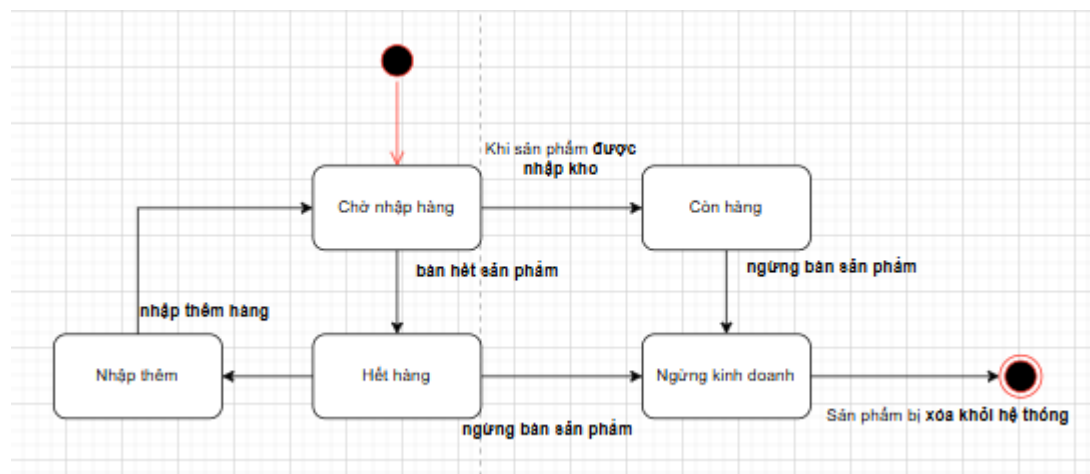 Khi sản phẩm được
nhập kho
Chờ nhập hàng
Còn hàng
bán hết sản phẩm
ngừng bán sản phẩm
nhập thêm hàng
Nhập thêm
Hết hàng
Ngừng kinh doanh
Sản phẩm bị xóa khỏi hệ thống
ngừng bán sản phẩm